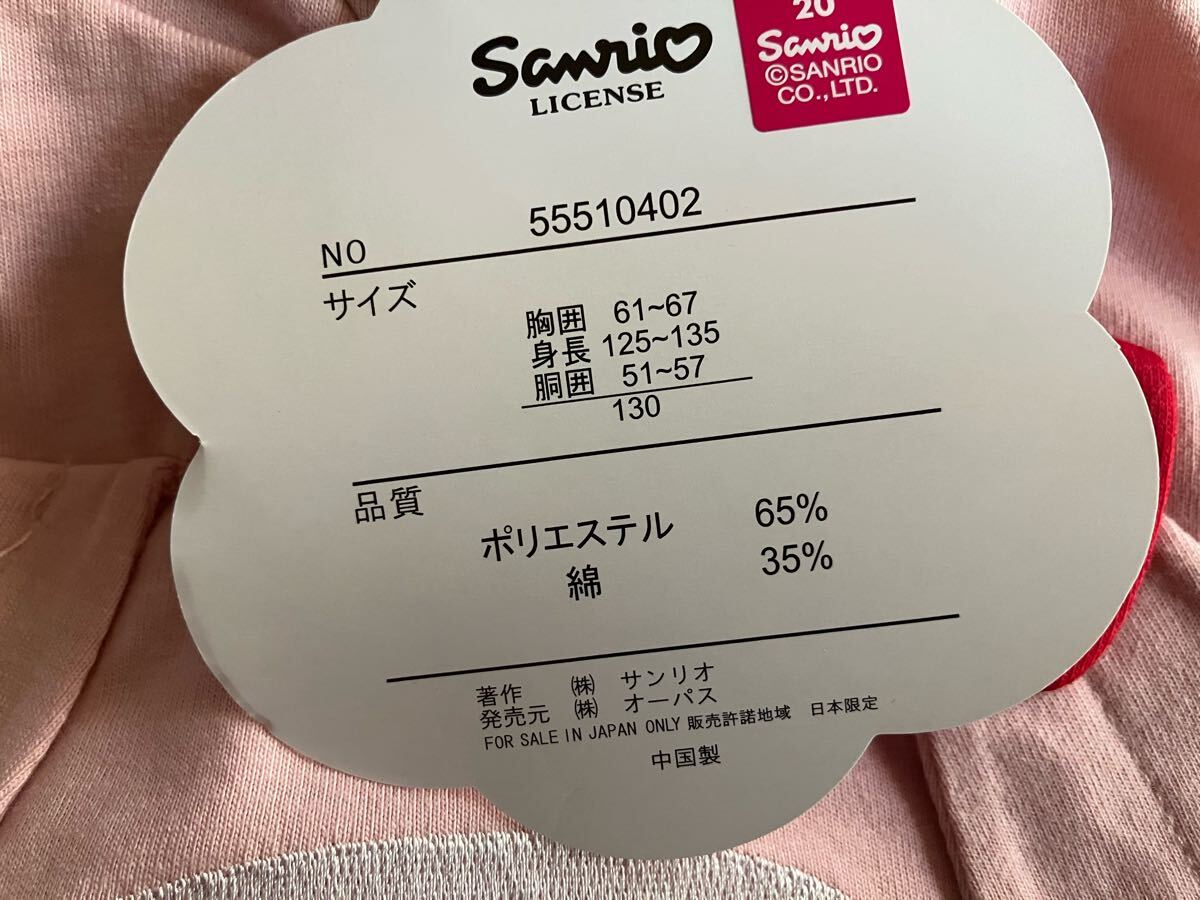 Sanrio
LICENSE
20
Sanrio
©SANRIO
CO.,LTD.
NO 55510402
サイズ
胸囲 61~67
身長 125~135
胴囲 51~57
130
品質
ポリエステル 65%
綿 35%
著作 ㈱ サンリオ
発売元 ㈱ オーパス
FOR SALE IN JAPAN ONLY 販売許諾地域 日本限定
中国製